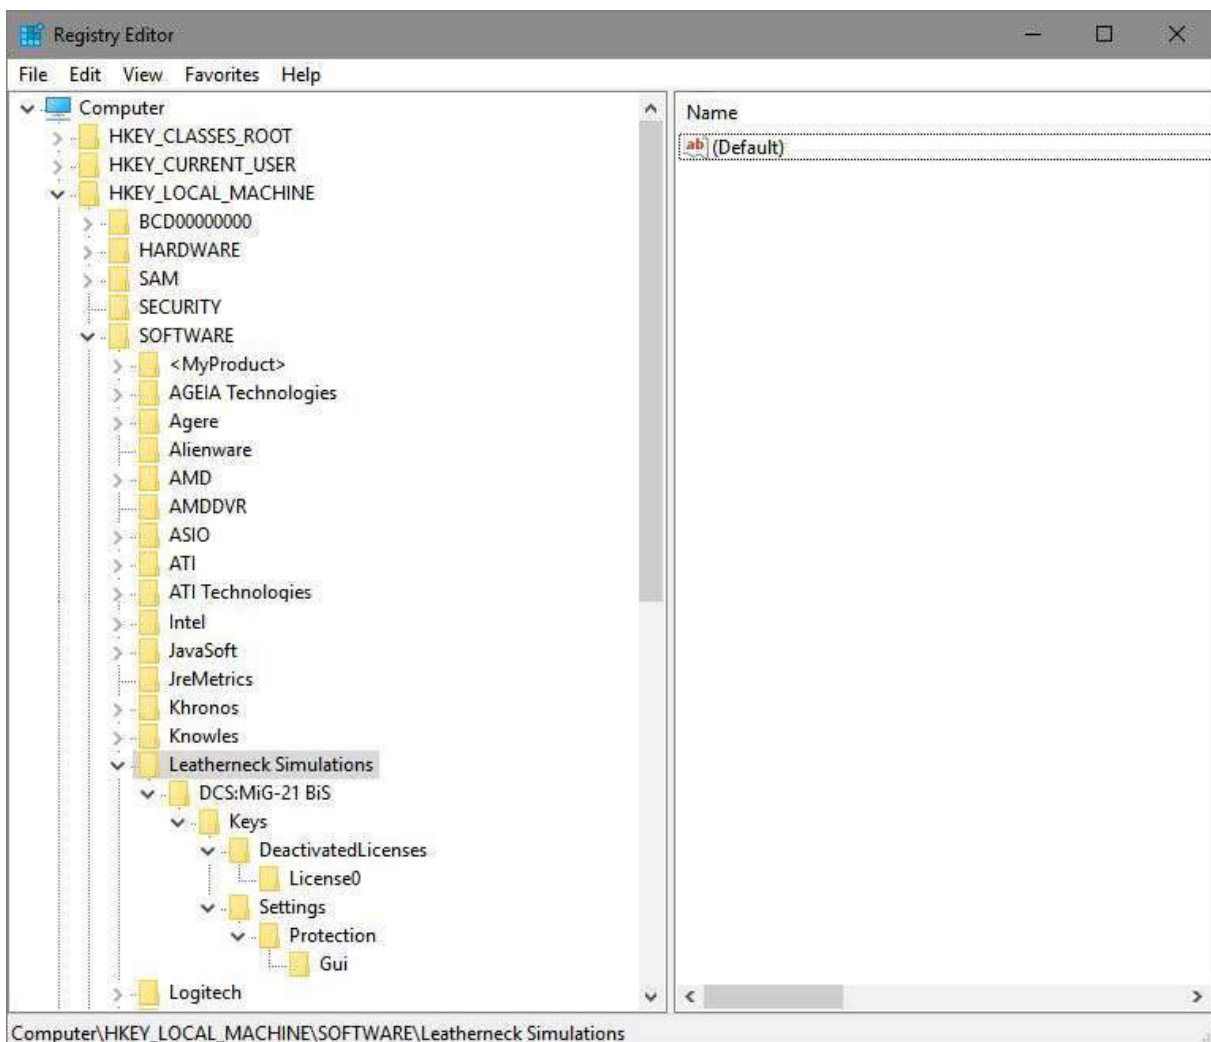 Registry Editor
File Edit View Favorites Help
Computer
HKEY_CLASSES_ROOT
HKEY_CURRENT_USER
HKEY_LOCAL_MACHINE
BCD00000000
HARDWARE
SAM
SECURITY
SOFTWARE
<MyProduct>
AGEIA Technologies
Agere
Alienware
AMD
AMDDVR
ASIO
ATI
ATI Technologies
Intel
JavaSoft
JreMetrics
Khronos
Knowles
Leatherneck Simulations
DCS:MiG-21 BiS
Keys
DeactivatedLicenses
License0
Settings
Protection
Gui
Logitech
Name
ab (Default)
Computer\HKEY_LOCAL_MACHINE\SOFTWARE\Leatherneck Simulations